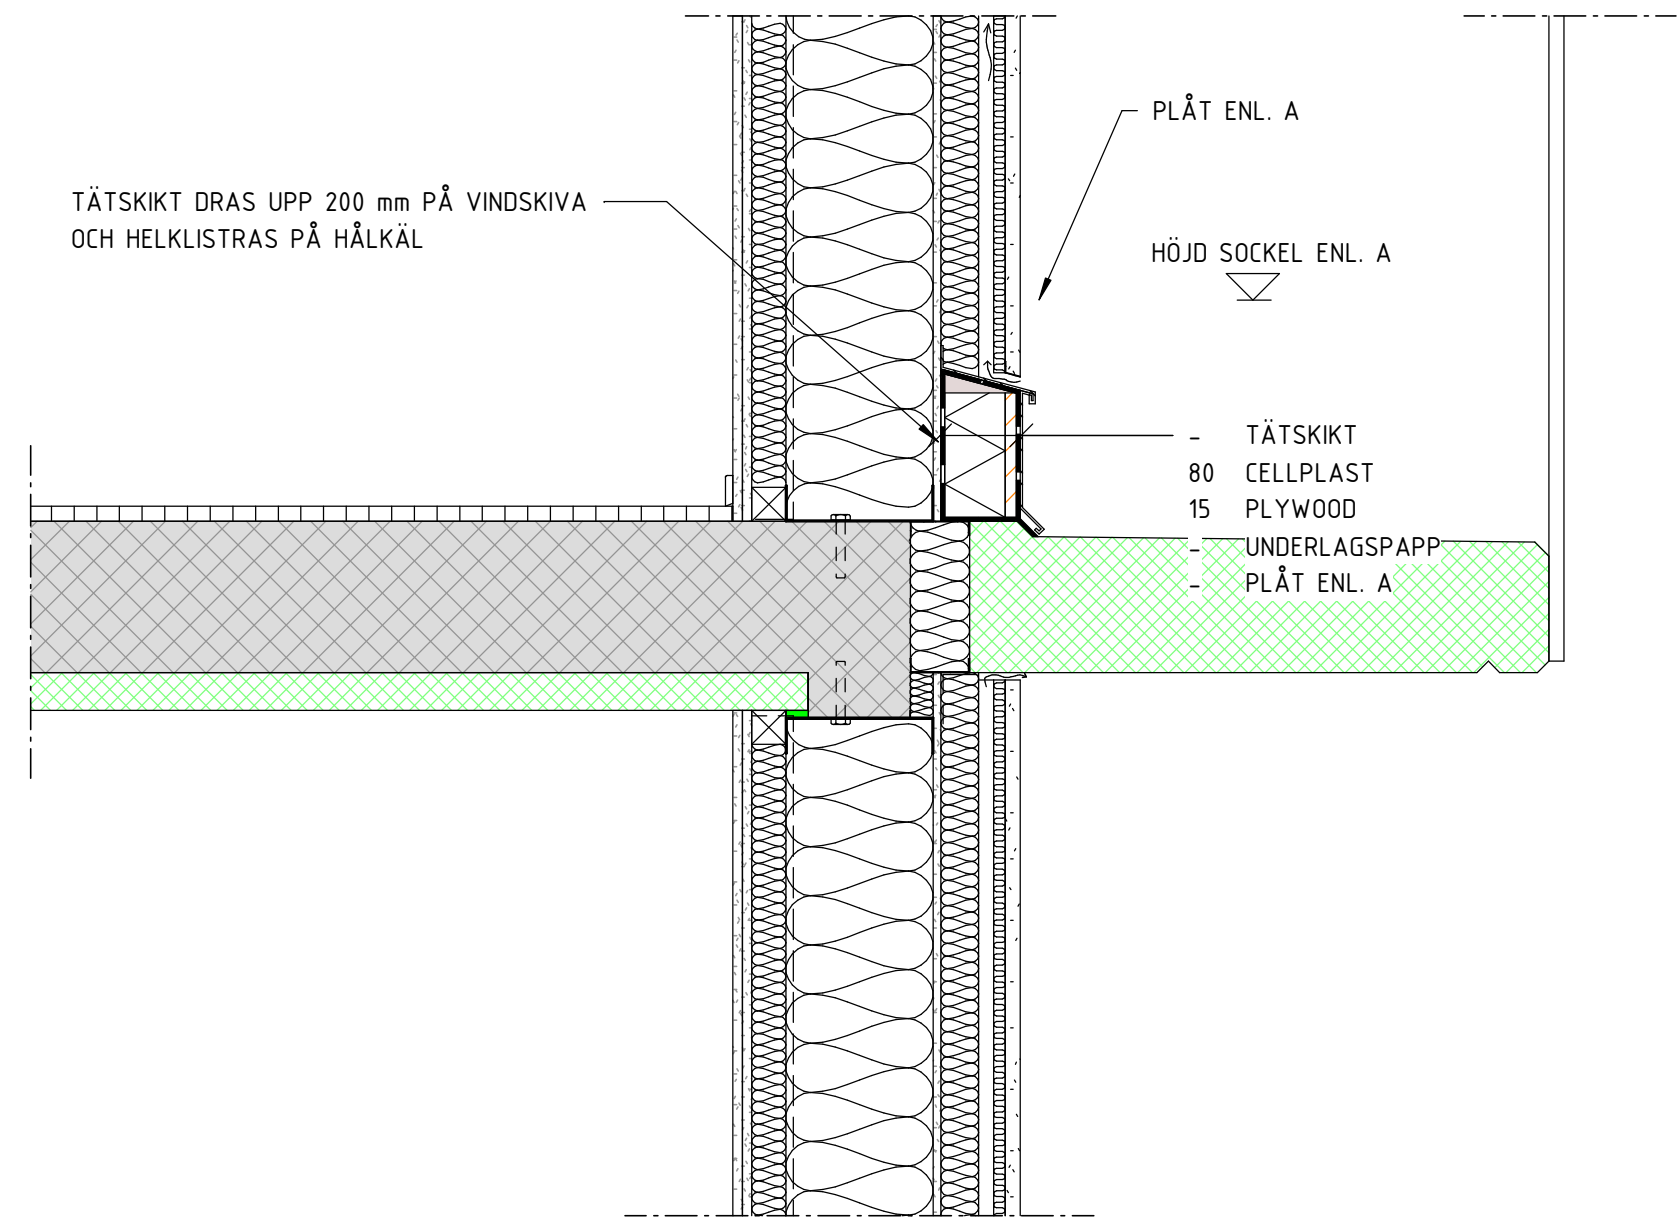 PLÅT ENL. A
TÄTSKIKT DRAS UPP 200 mm PÅ VINDSKIVA
OCH HELKLISTRAS PÅ HÅLKÄL
HÖJD SOCKEL ENL. A
- TÄTSKIKT
80 CELLPLAST
15 PLYWOOD
- UNDERLAGSPAPP
- PLÅT ENL. A